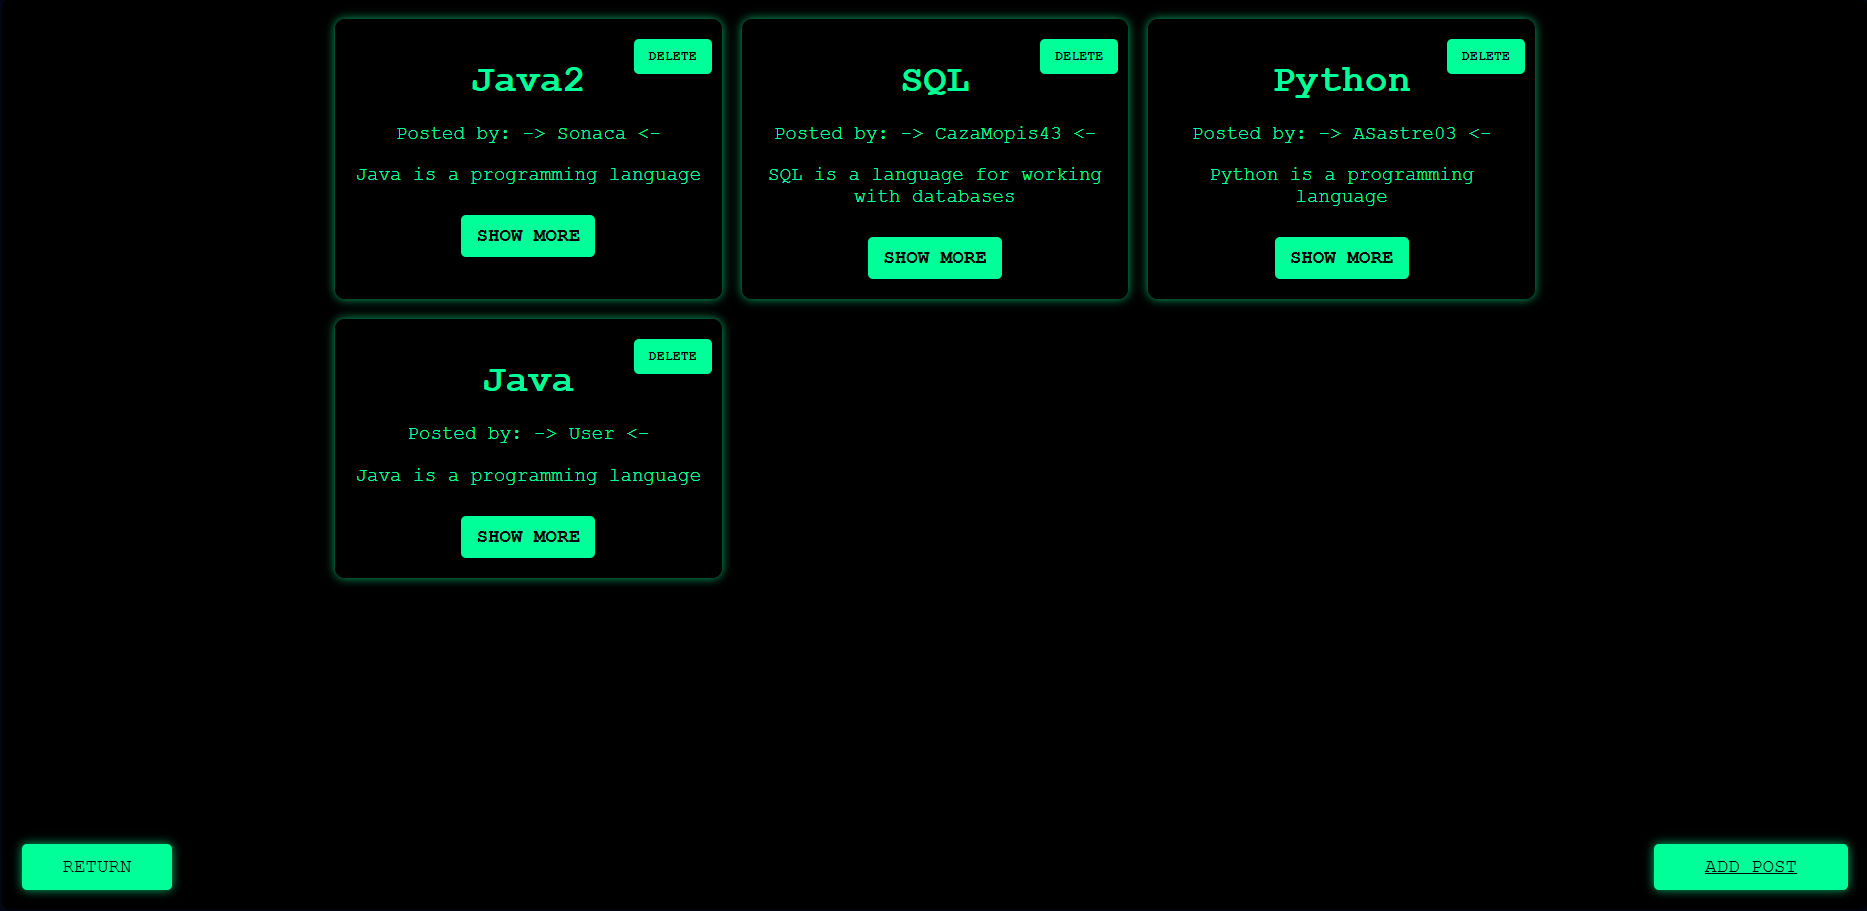 DELETE
Java2
Posted by: -> Sonaca <-
Java is a programming language
SHOW MORE
DELETE
SQL
Posted by: -> CazaMopis43 <-
SQL is a language for working
with databases
SHOW MORE
DELETE
Python
Posted by: -> ASastre03 <-
Python is a programming
language
SHOW MORE
DELETE
Java
Posted by: -> User <-
Java is a programming language
SHOW MORE
RETURN
ADD POST